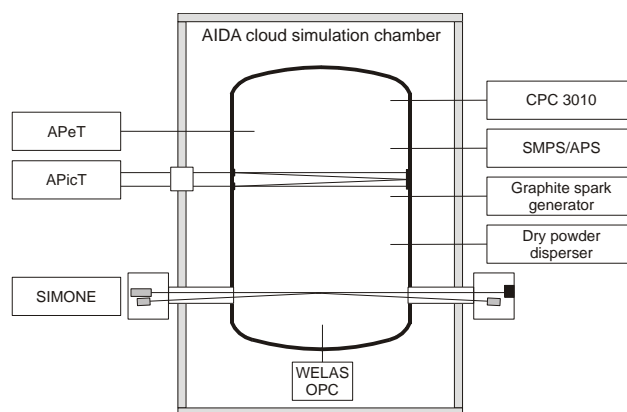 AIDA cloud simulation chamber
APeT
APicT
SIMONE
CPC 3010
SMPS/APS
Graphite spark
generator
Dry powder
disperser
WELAS
OPC